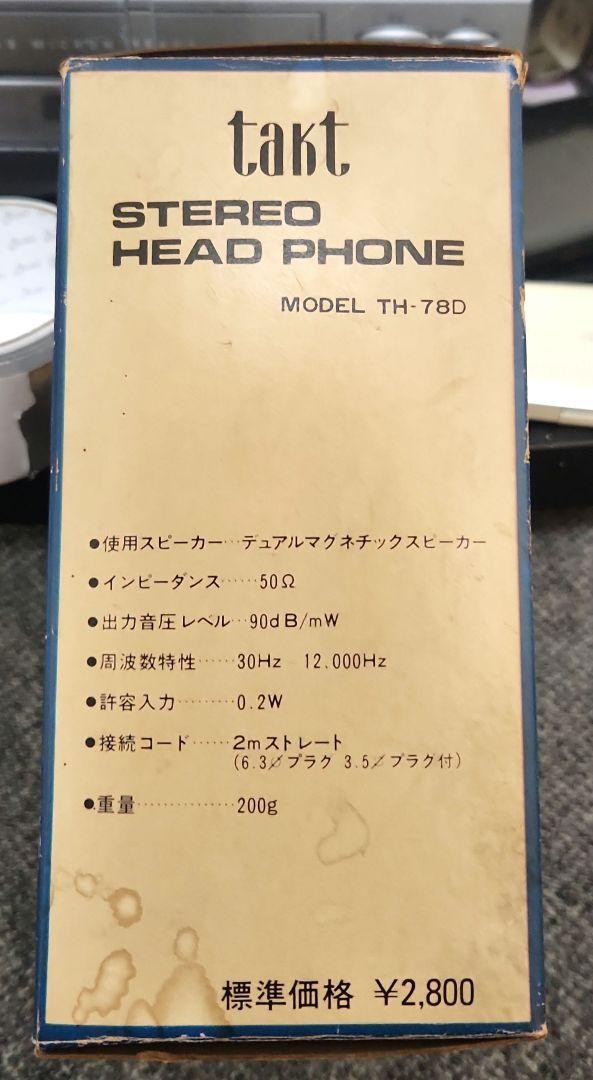 takt
STEREO
HEAD PHONE
MODEL TH-78D
●使用スピーカー…デュアルマグネチックスピーカー
●インピーダンス……50Ω
●出力音圧レベル…90dB/mW
●周波数特性……30Hz 12.000Hz
●許容入力………0.2W
●接続コード……2mストレート
(6.3∅プラク 3.5∅プラク付)
●重量……………200g
標準価格 ¥2,800